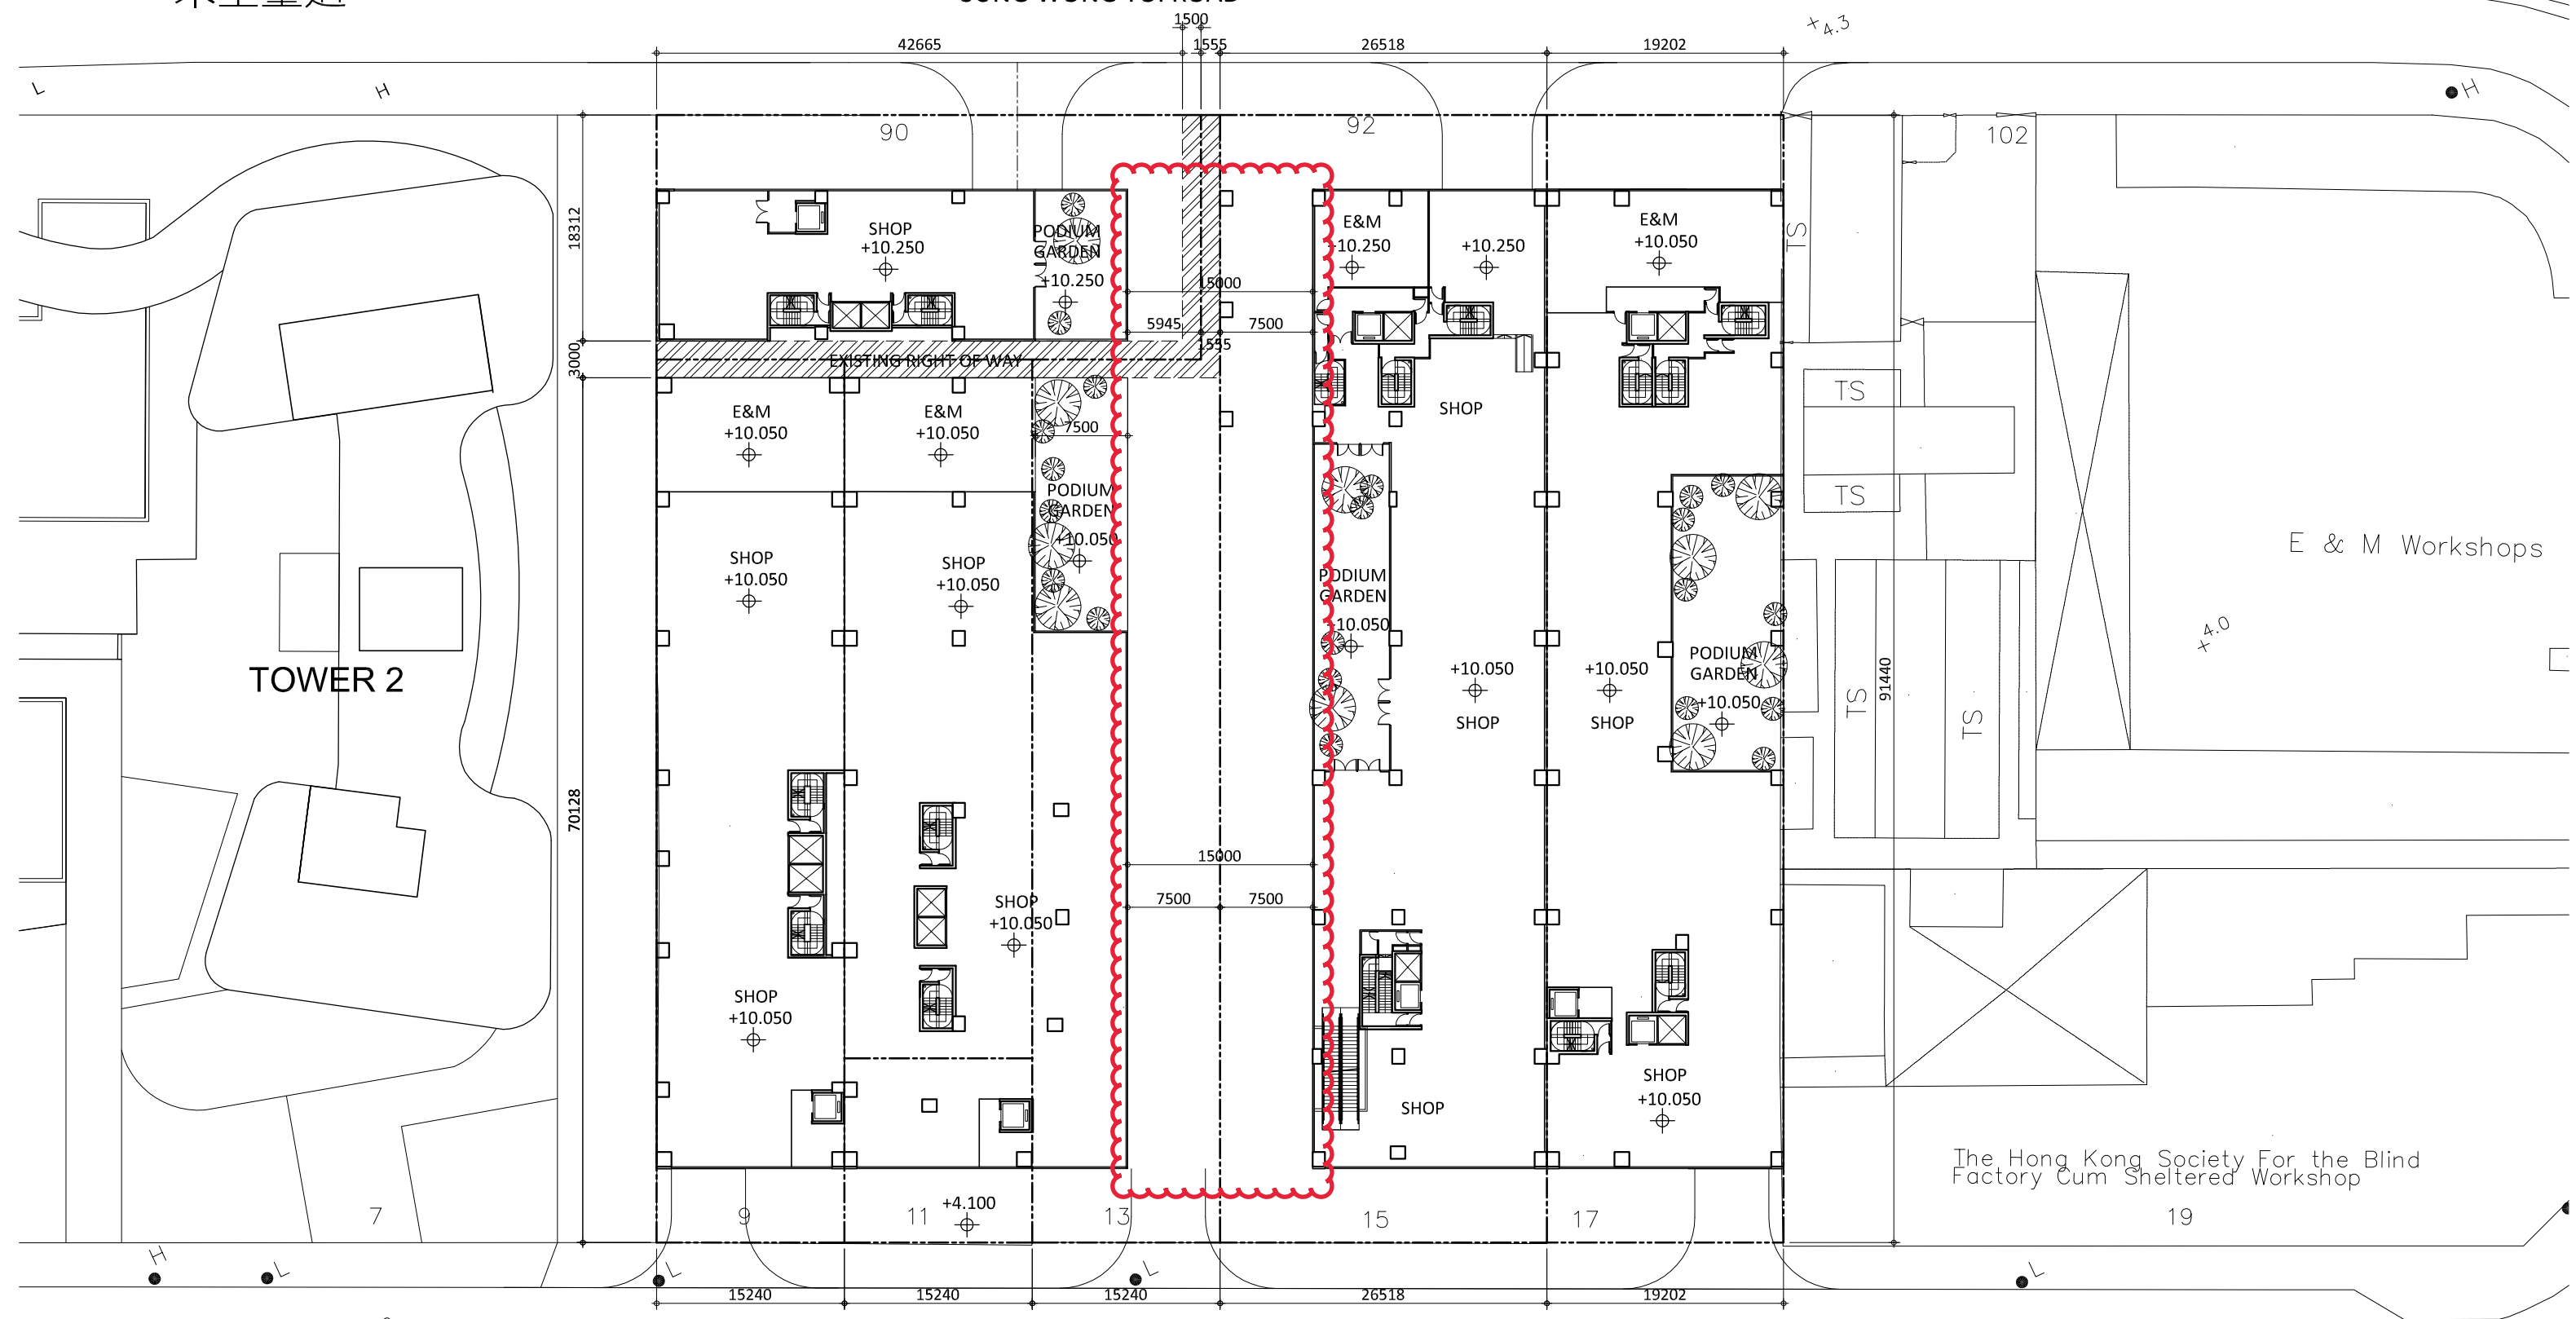 1500
42665
1555
26518
19202
4.3
L
H
H
90
92
102
18312
SHOP
+10.250
PODIUM
GARDEN
+10.250
E&M
+10.250
+10.250
E&M
+10.050
TS
15000
5945
7500
1555
3000
EXISTING RIGHT OF WAY
E&M
+10.050
E&M
+10.050
7500
SHOP
TS
TS
PODIUM
GARDEN
+10.050
SHOP
+10.050
SHOP
+10.050
PODIUM
GARDEN
+10.050
E & M Workshops
4.0
TOWER 2
+10.050
SHOP
+10.050
SHOP
PODIUM
GARDEN
+10.050
TS
91440
TS
70128
15000
7500
7500
SHOP
+10.050
SHOP
+10.050
SHOP
SHOP
+10.050
The Hong Kong Society For the Blind
Factory Cum Sheltered Workshop
+4.100
7
9
11
13
15
17
19
H
L
L
L
L
15240
15240
15240
26518
19202